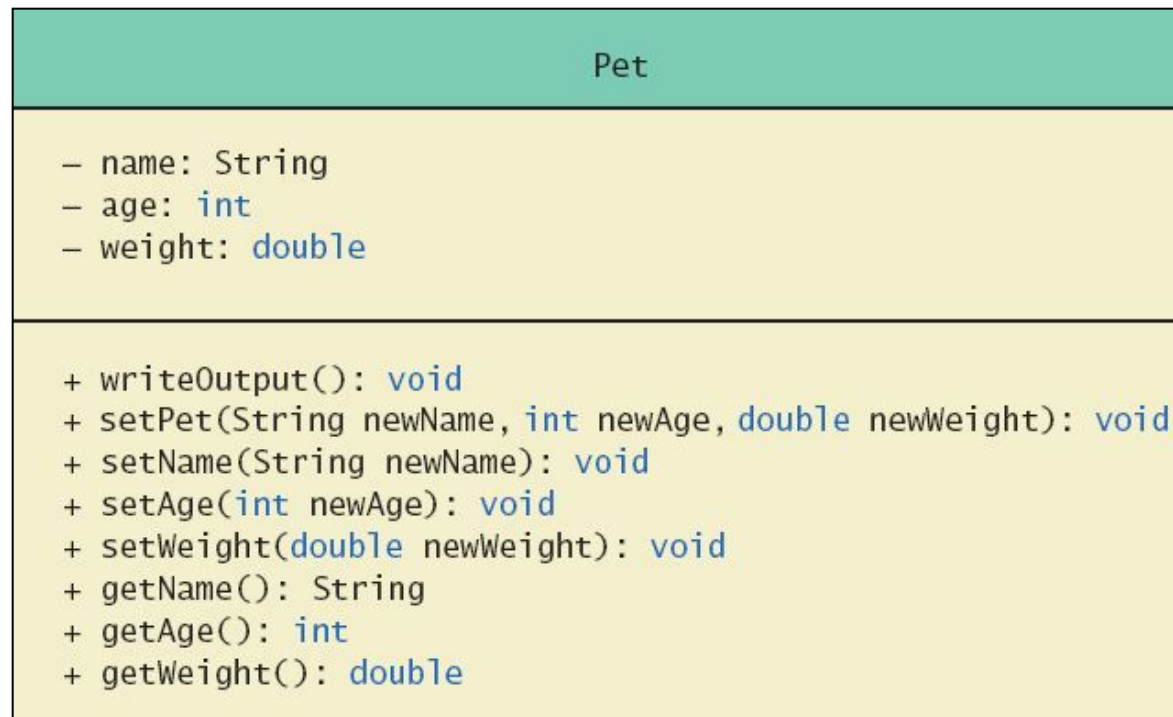 Pet
– name: String
– age: int
– weight: double
+ writeOutput(): void
+ setPet(String newName, int newAge, double newWeight): void
+ setName(String newName): void
+ setAge(int newAge): void
+ setWeight(double newWeight): void
+ getName(): String
+ getAge(): int
+ getWeight(): double